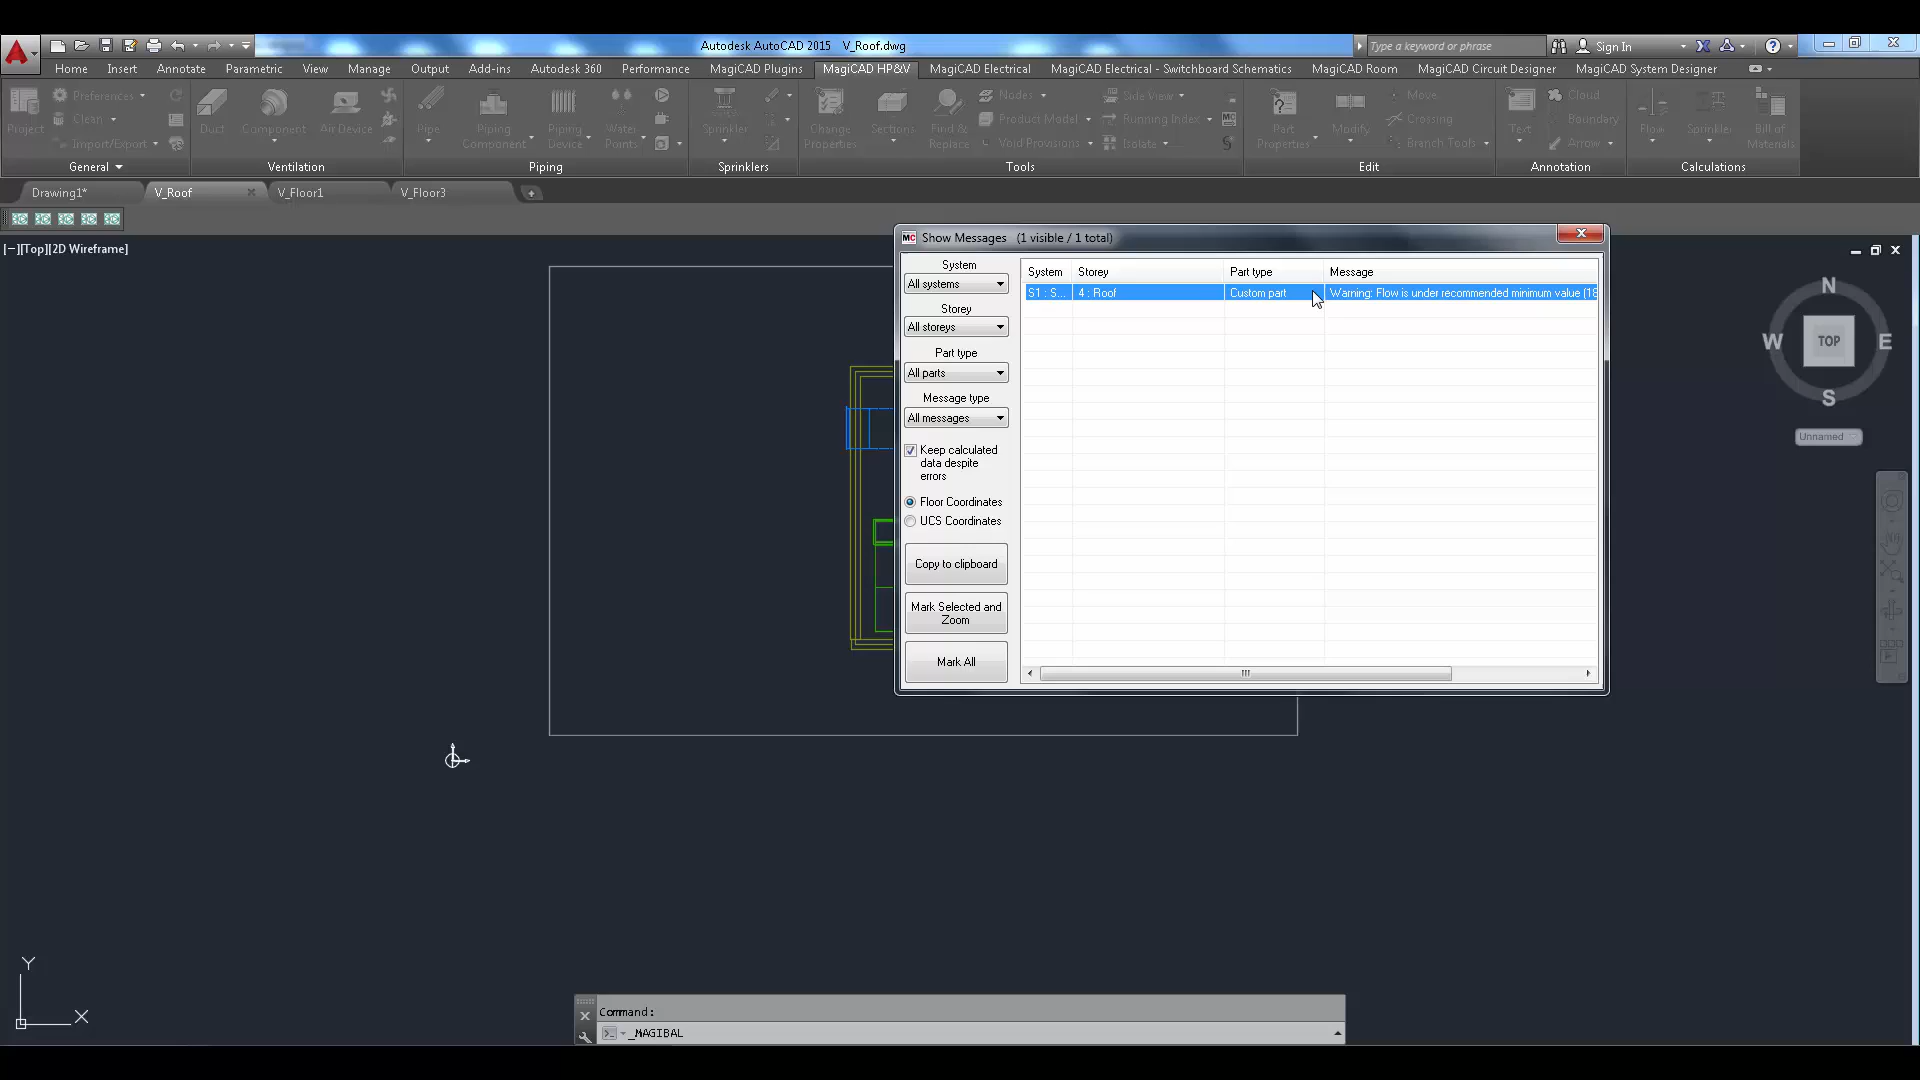 Autodesk AutoCAD 2015 V_Roof.dwg
Type a keyword or phrase
Sign In
Home Insert Annotate Parametric View Manage Output Add-ins Autodesk 360 Performance MagiCAD Plugins MagiCAD HP&V MagiCAD Electrical MagiCAD Electrical - Switchboard Schematics MagiCAD Room MagiCAD Circuit Designer MagiCAD System Designer
Project
Preferences
Clean
Import/Export
General
Duct
Component
Air Device
Ventilation
Pipe
Piping Component
Piping Device
Water Points
Piping
Sprinkler
Sprinklers
Change Properties
Sections
Find & Replace
Nodes
Product Model
Void Provisions
Side View
Running Index
Isolate
Tools
Part Properties
Modify
Move
Crossing
Branch Tools
Edit
Text
Cloud
Boundary
Arrow
Annotation
Flow
Sprinkler
Bill of Materials
Calculations
Drawing1* V_Roof V_Floor1 V_Floor3
[−][Top][2D Wireframe]
MC Show Messages (1 visible / 1 total)
System
All systems
Storey
All storeys
Part type
All parts
Message type
All messages
Keep calculated
data despite
errors
Floor Coordinates
UCS Coordinates
Copy to clipboard
Mark Selected and
Zoom
Mark All
System Storey Part type Message
S1 : S... 4 : Roof Custom part Warning: Flow is under recommended minimum value (18
N
W TOP E
S
Unnamed
Y
X
Command:
_MAGIBAL